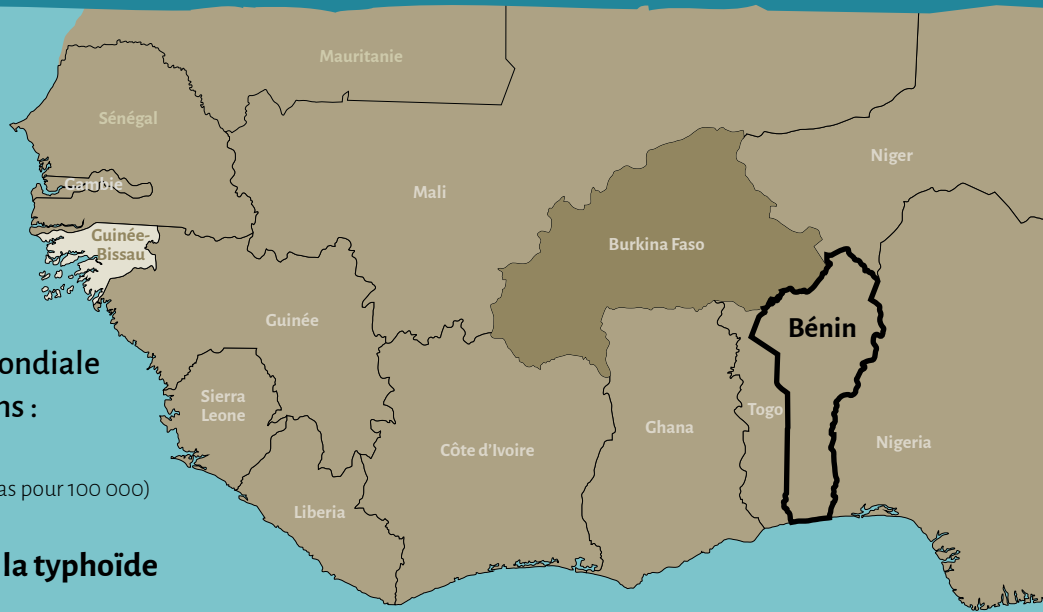 Mauritanie
Sénégal
Niger
Gambie
Mali
Guinée-
Bissau
Burkina Faso
Guinée
Bénin
ondiale
Sierra
Leone
ns :
Togo
Ghana
Côte d'Ivoire
Nigeria
as pour 100 000)
Liberia
la typhoïde